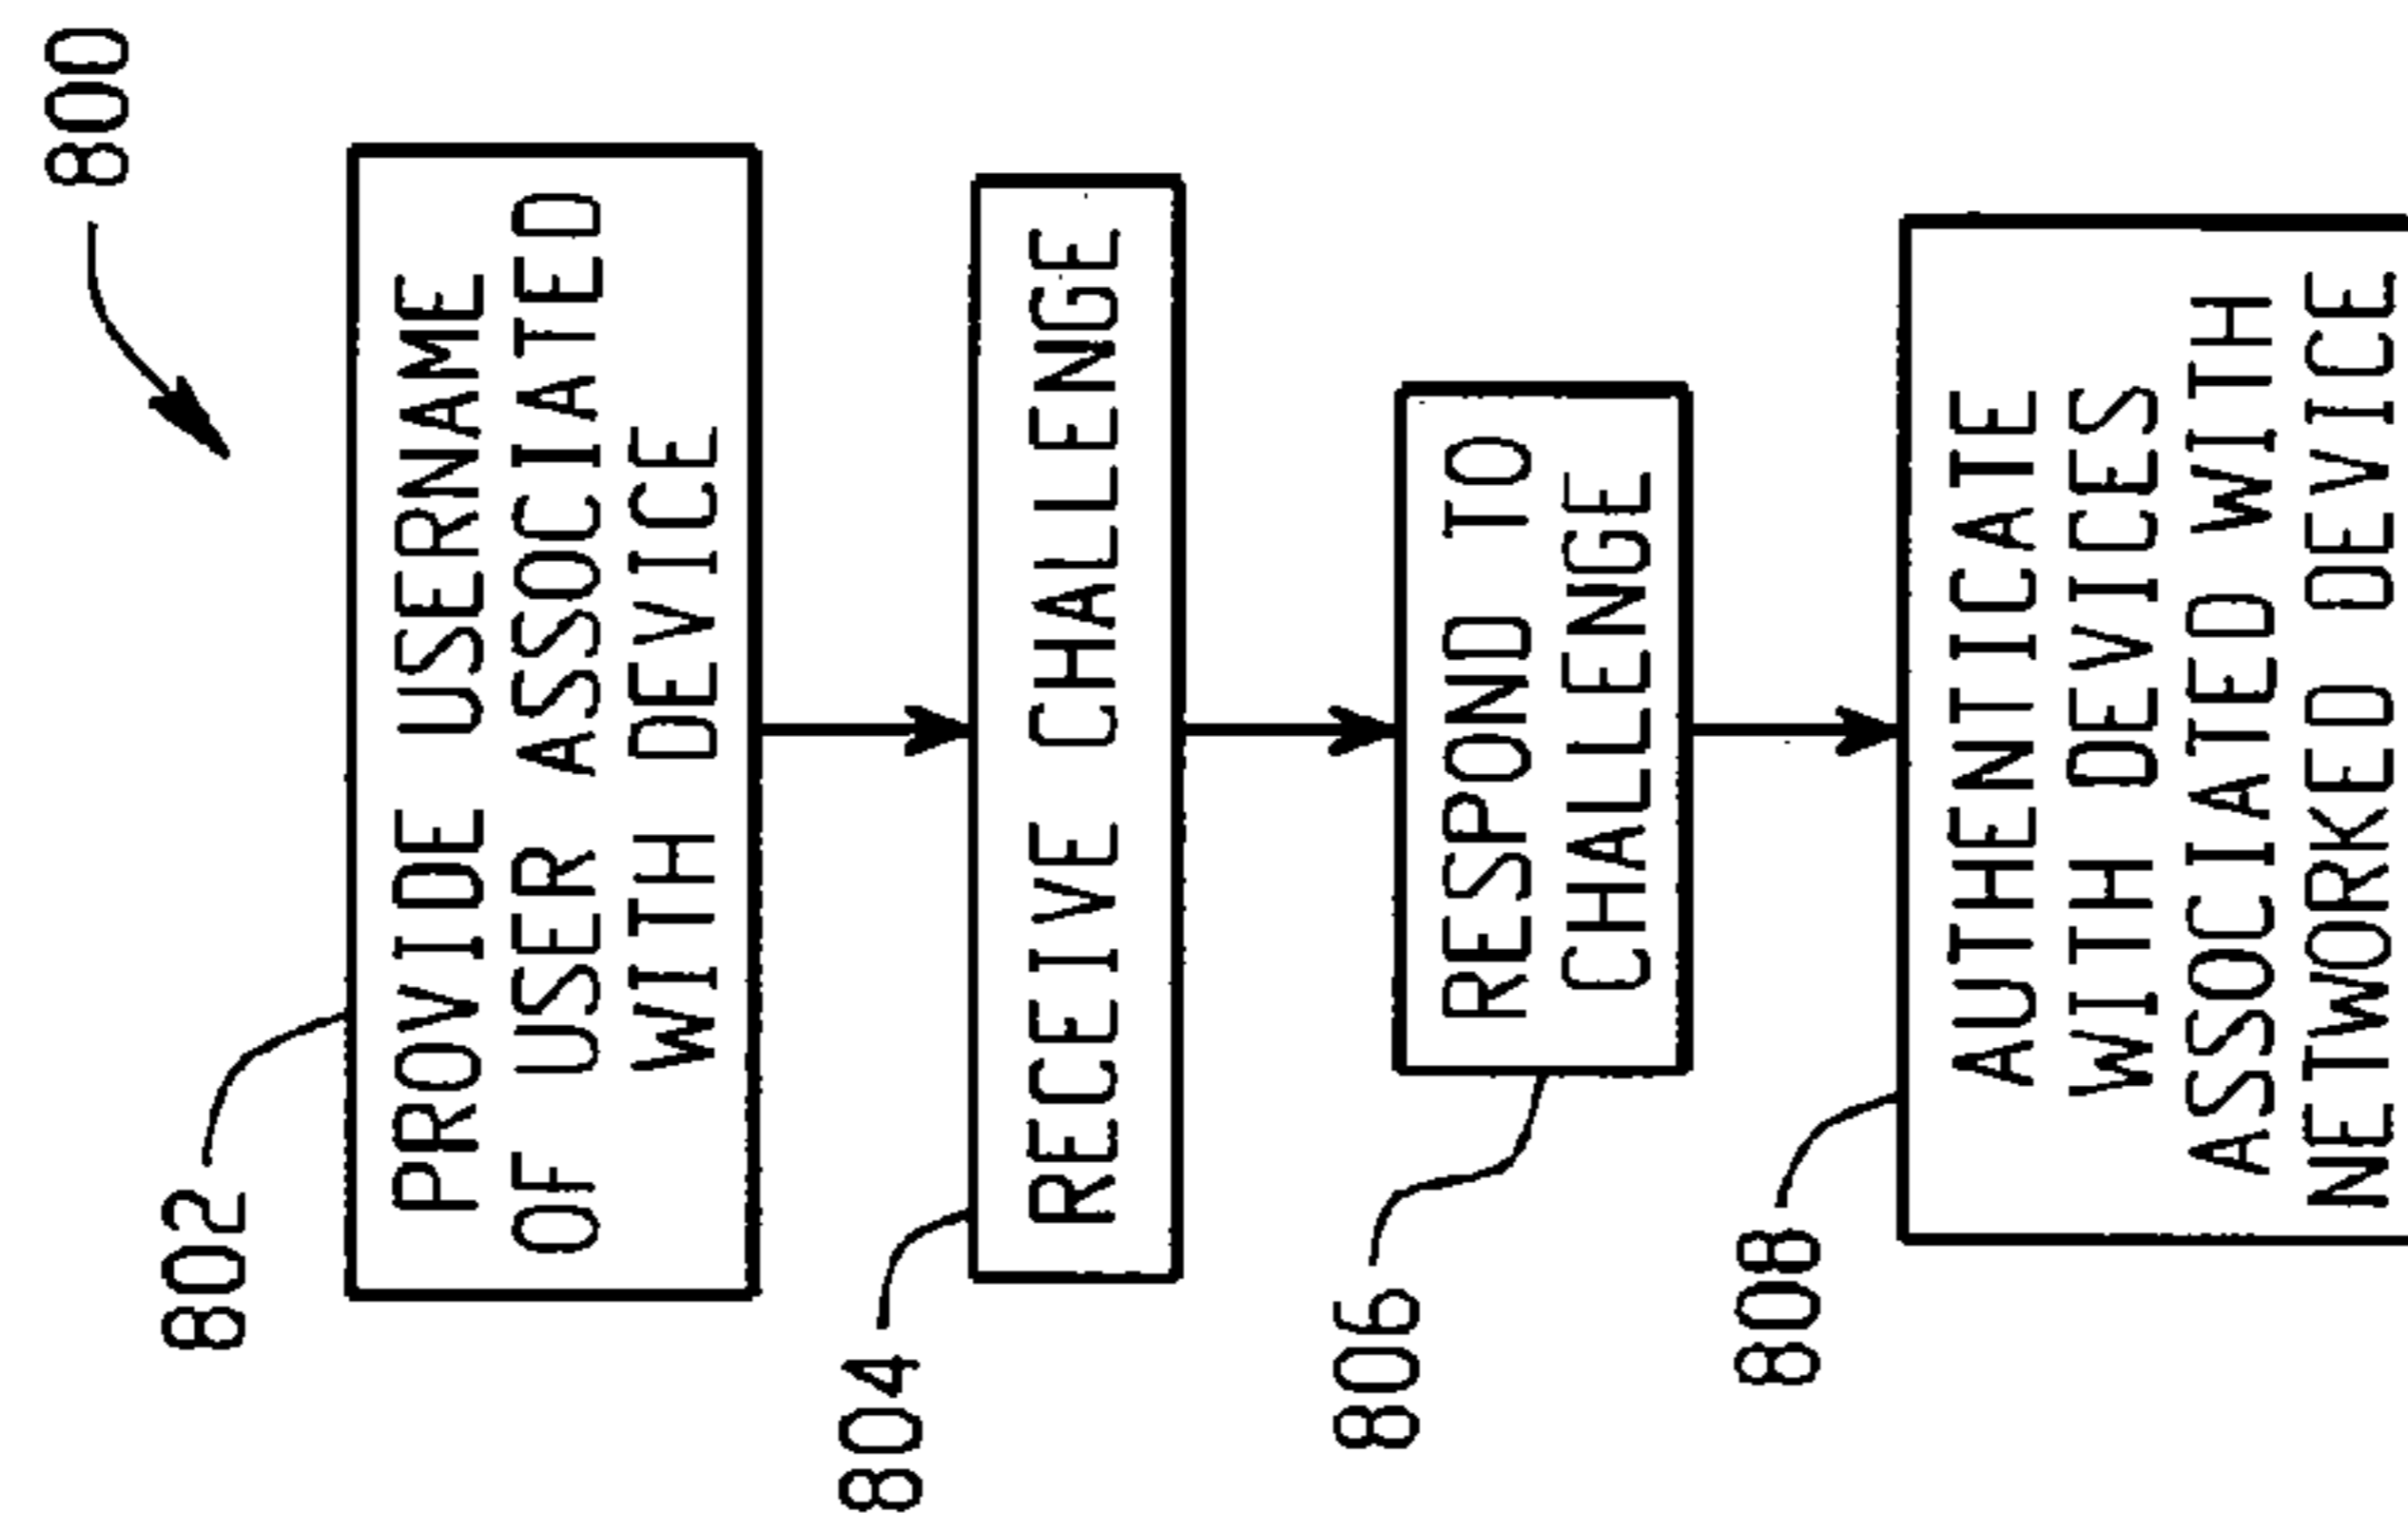 800
802
PROVIDE USERNAME
OF USER ASSOCIATED
WITH DEVICE
804
RECEIVE CHALLENGE
806
RESPOND TO
CHALLENGE
808
AUTHENTICATE
WITH DEVICES
ASSOCIATED WITH
NETWORKED DEVICE